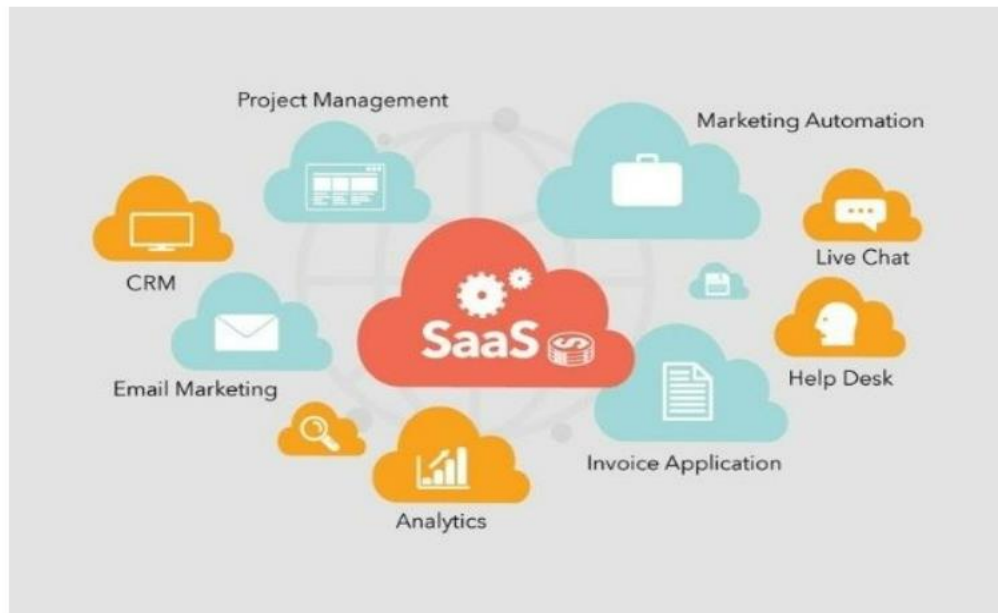 Project Management
Marketing Automation
CRM
Live Chat
SaaS
Email Marketing
Help Desk
Invoice Application
Analytics